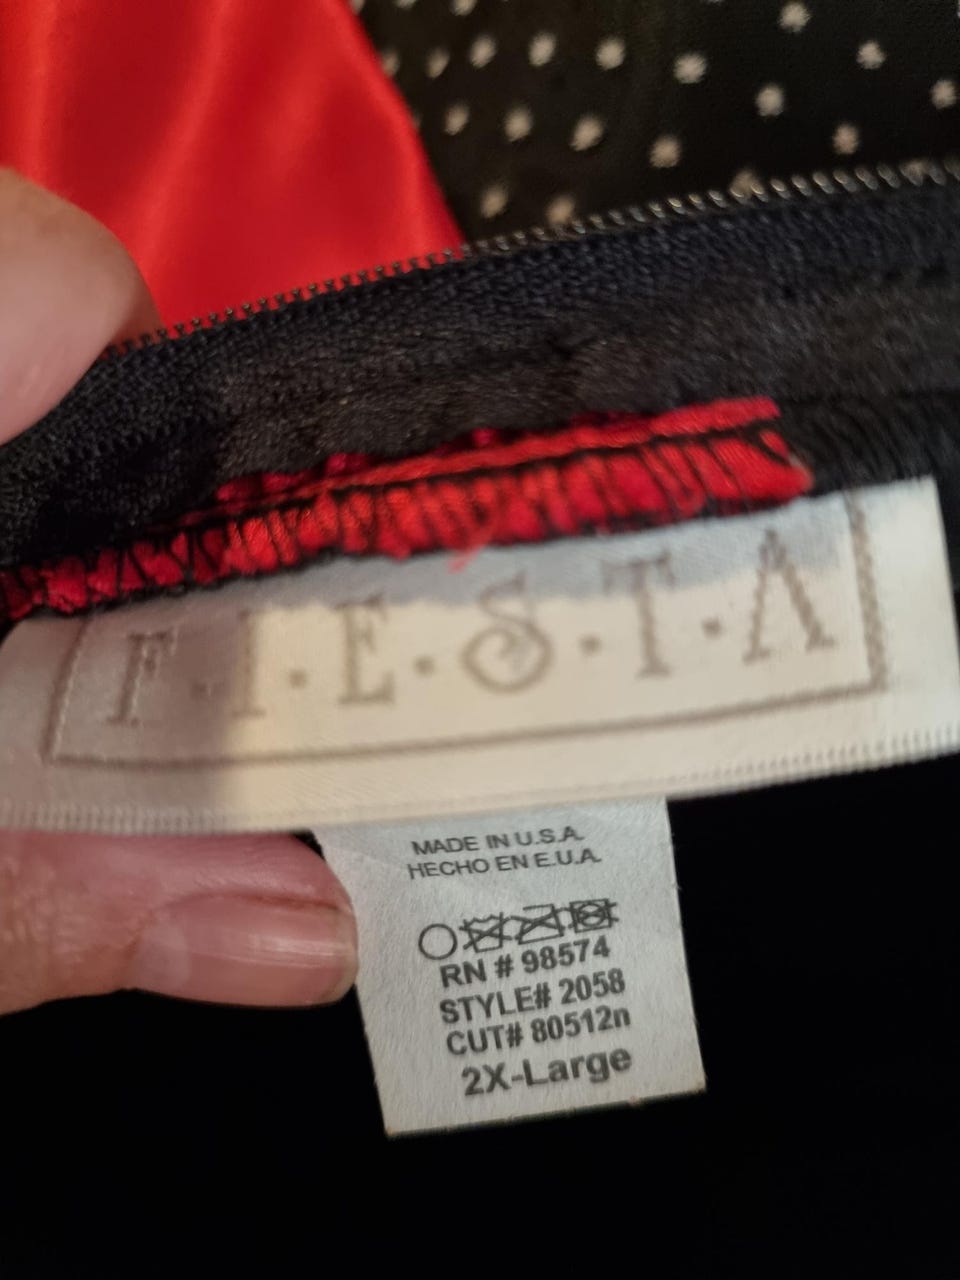 F·I·E·S·T·A
MADE IN U.S.A.
HECHO EN E.U.A.
RN # 98574
STYLE# 2058
CUT# 80512n
2X-Large